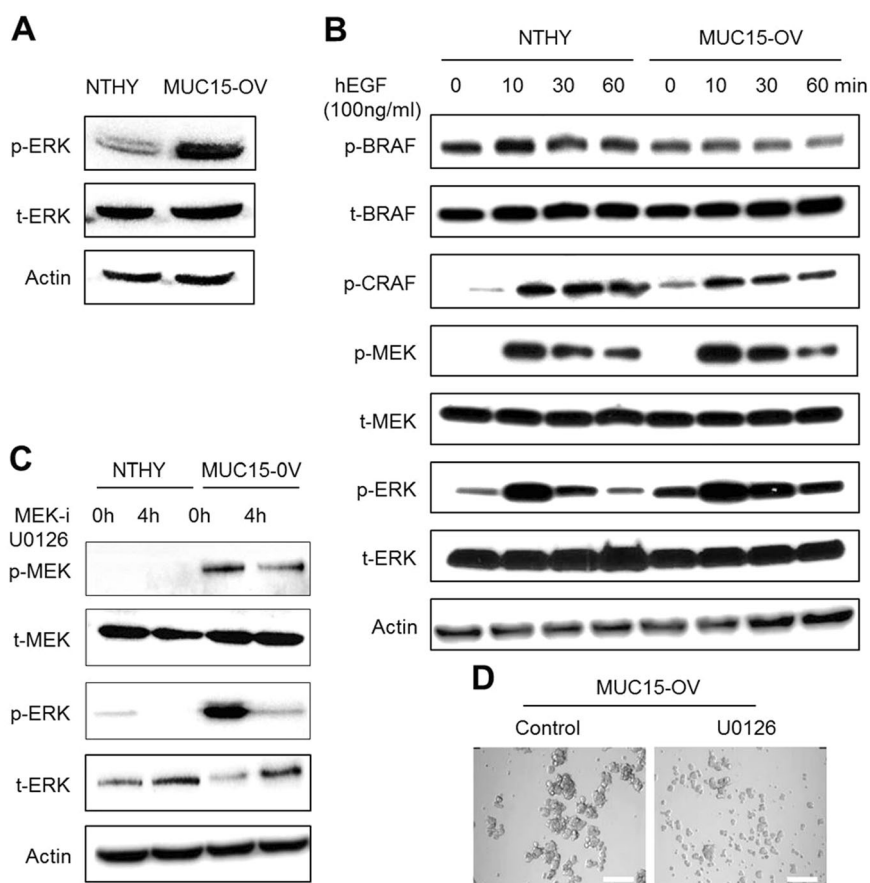 A
NTHY MUC15-OV
p-ERK
t-ERK
Actin
B
NTHY MUC15-OV
hEGF 0 10 30 60 0 10 30 60 min
(100ng/ml)
p-BRAF
t-BRAF
p-CRAF
p-MEK
t-MEK
p-ERK
t-ERK
Actin
C
NTHY MUC15-0V
MEK-i 0h 4h 0h 4h
U0126
p-MEK
t-MEK
p-ERK
t-ERK
Actin
D
MUC15-OV
Control U0126